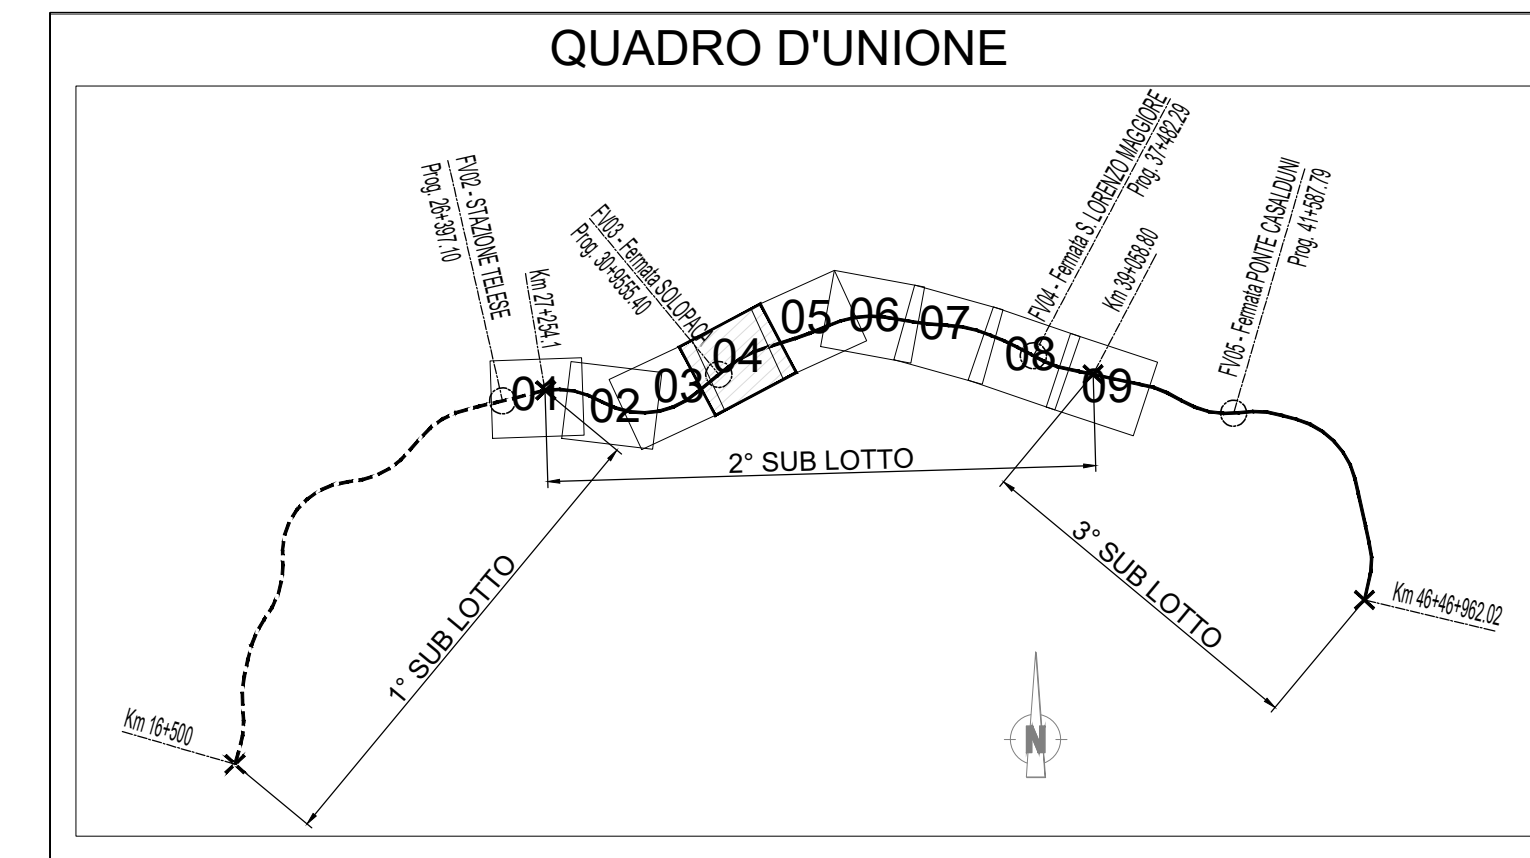 QUADRO D'UNIONE
FV02 - STAZIONE TELESE
Prog. 26+397.10
Km 27+254.1
FV03 - Fermata SOLOPACA
Prog. 30+9555.40
FV04 - Fermata S. LORENZO MAGGIORE
Prog. 37+482.29
Km 39+058.80
FV05 - Fermata PONTE CASALDUNI
Prog. 41+587.79
01
02
03
04
05
06
07
08
09
2° SUB LOTTO
1° SUB LOTTO
3° SUB LOTTO
Km 46+46+962.02
Km 16+500
N